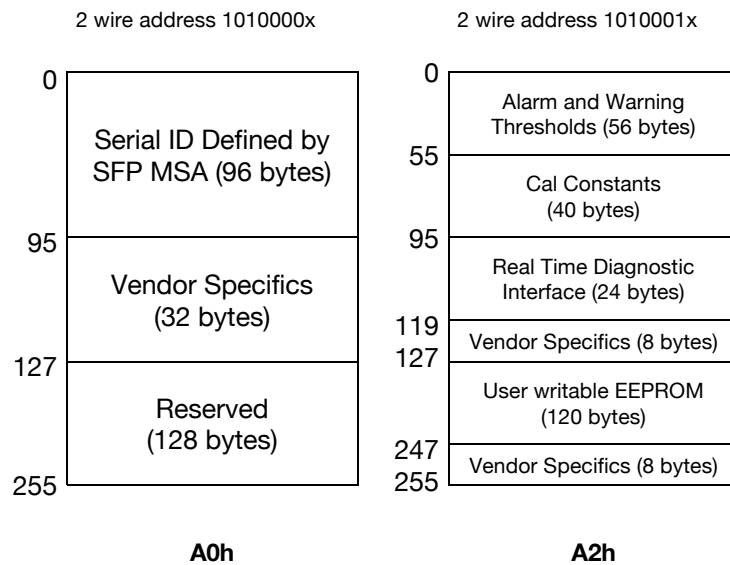 2 wire address 1010000x
0
Serial ID Defined by
SFP MSA (96 bytes)
95
Vendor Specifics
(32 bytes)
127
Reserved
(128 bytes)
255
A0h
2 wire address 1010001x
0
Alarm and Warning
Thresholds (56 bytes)
55
Cal Constants
(40 bytes)
95
Real Time Diagnostic
Interface (24 bytes)
119
Vendor Specifics (8 bytes)
127
User writable EEPROM
(120 bytes)
247
Vendor Specifics (8 bytes)
255
A2h